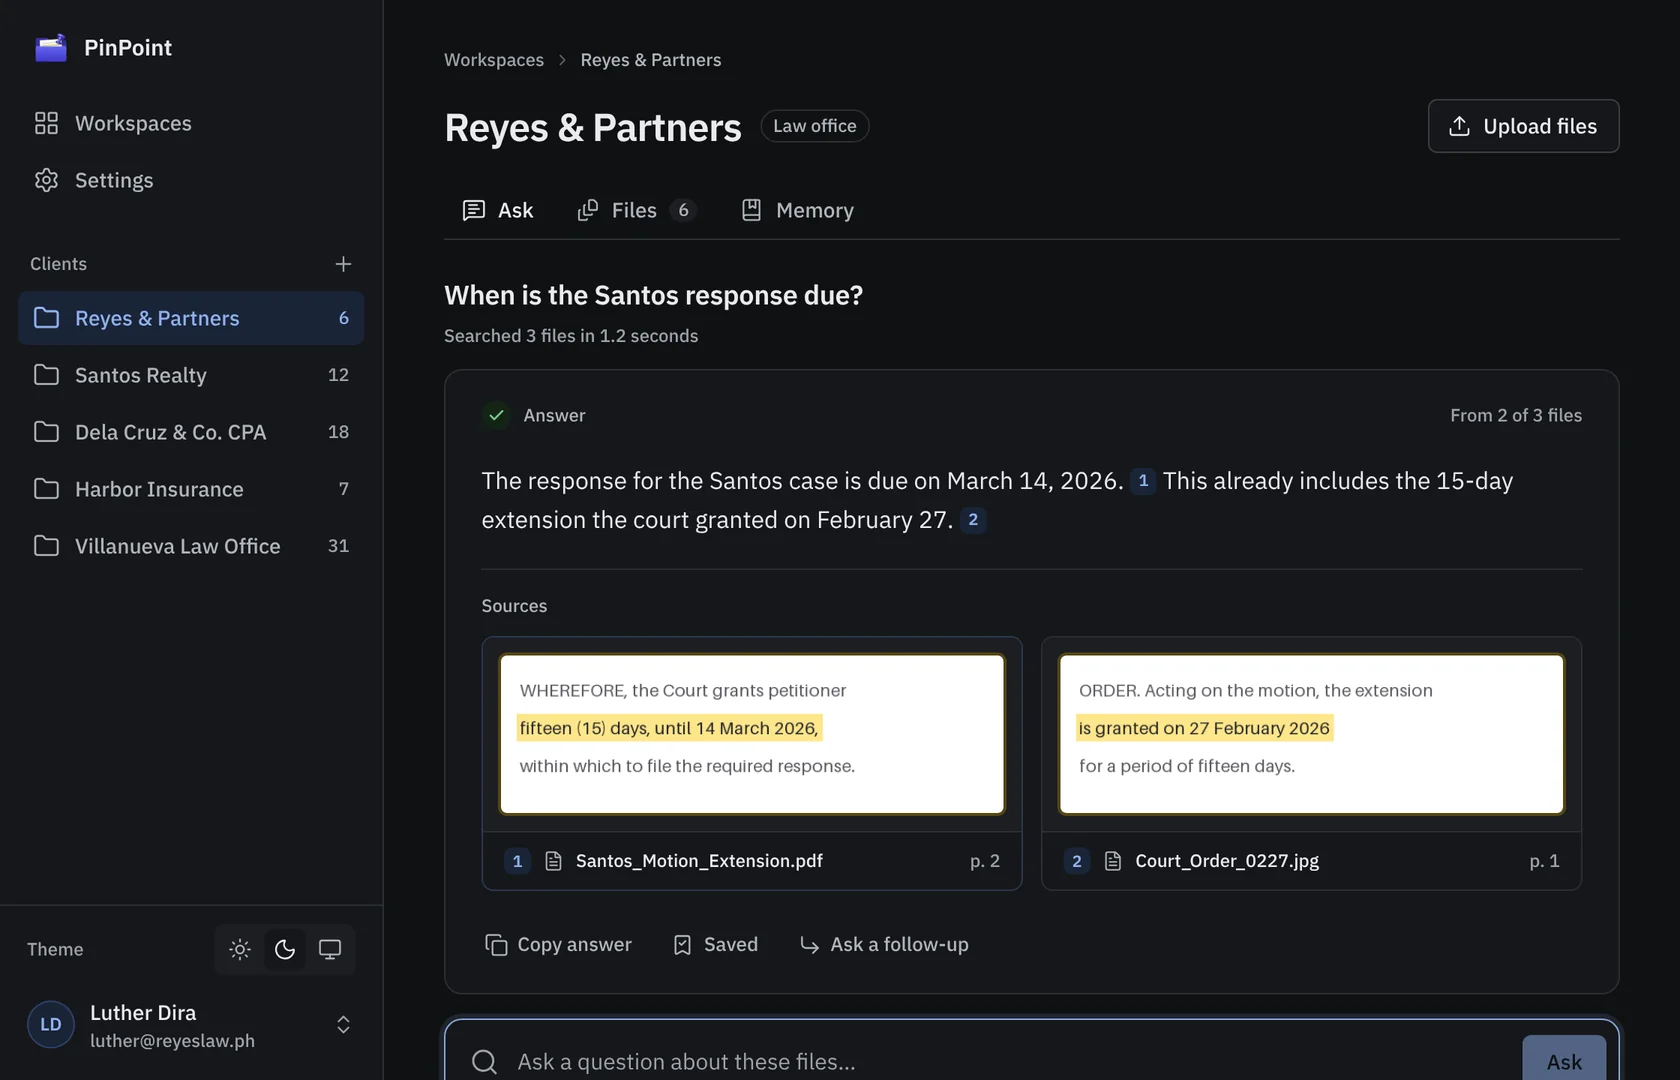 PinPoint
Workspaces
Settings
Clients
Reyes & Partners 6
Santos Realty 12
Dela Cruz & Co. CPA 18
Harbor Insurance 7
Villanueva Law Office 31
Theme
LD
Luther Dira
luther@reyeslaw.ph
Workspaces > Reyes & Partners
Reyes & Partners Law office
Upload files
Ask Files 6 Memory
When is the Santos response due?
Searched 3 files in 1.2 seconds
Answer From 2 of 3 files
The response for the Santos case is due on March 14, 2026. 1 This already includes the 15-day
extension the court granted on February 27. 2
Sources
WHEREFORE, the Court grants petitioner
fifteen (15) days, until 14 March 2026,
within which to file the required response.
1 Santos_Motion_Extension.pdf p. 2
ORDER. Acting on the motion, the extension
is granted on 27 February 2026
for a period of fifteen days.
2 Court_Order_0227.jpg p. 1
Copy answer Saved Ask a follow-up
Ask a question about these files... Ask